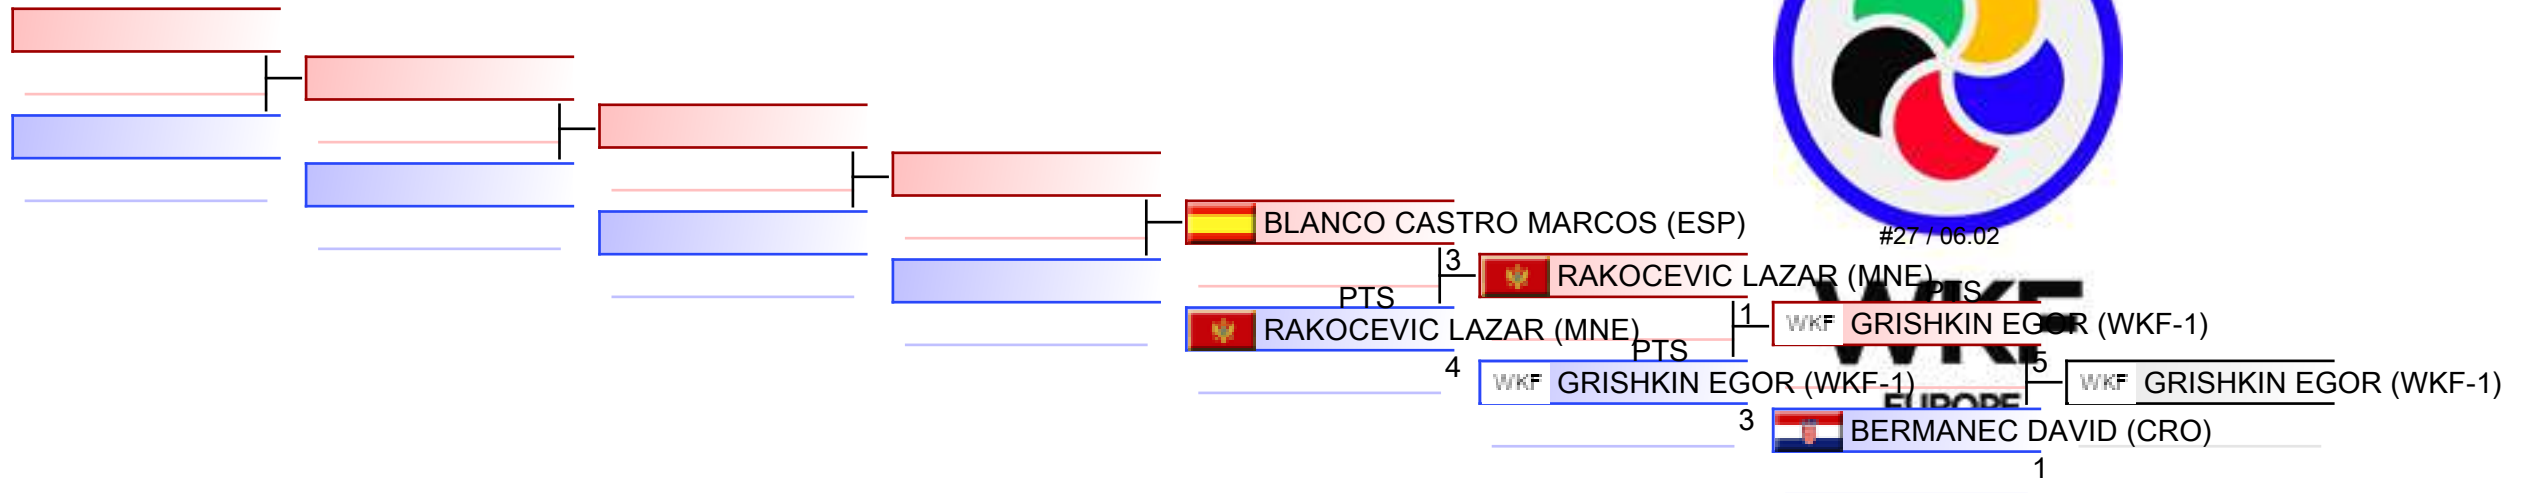 BLANCO CASTRO MARCOS (ESP)
#27 / 06.02
3
RAKOCEVIC LAZAR (MNE)
PTS
PTS
1
RAKOCEVIC LAZAR (MNE)
WKF
WKF GRISHKIN EGOR (WKF-1)
PTS
4
5
WKF GRISHKIN EGOR (WKF-1)
WKF GRISHKIN EGOR (WKF-1)
EUROPE
3
BERMANEC DAVID (CRO)
1